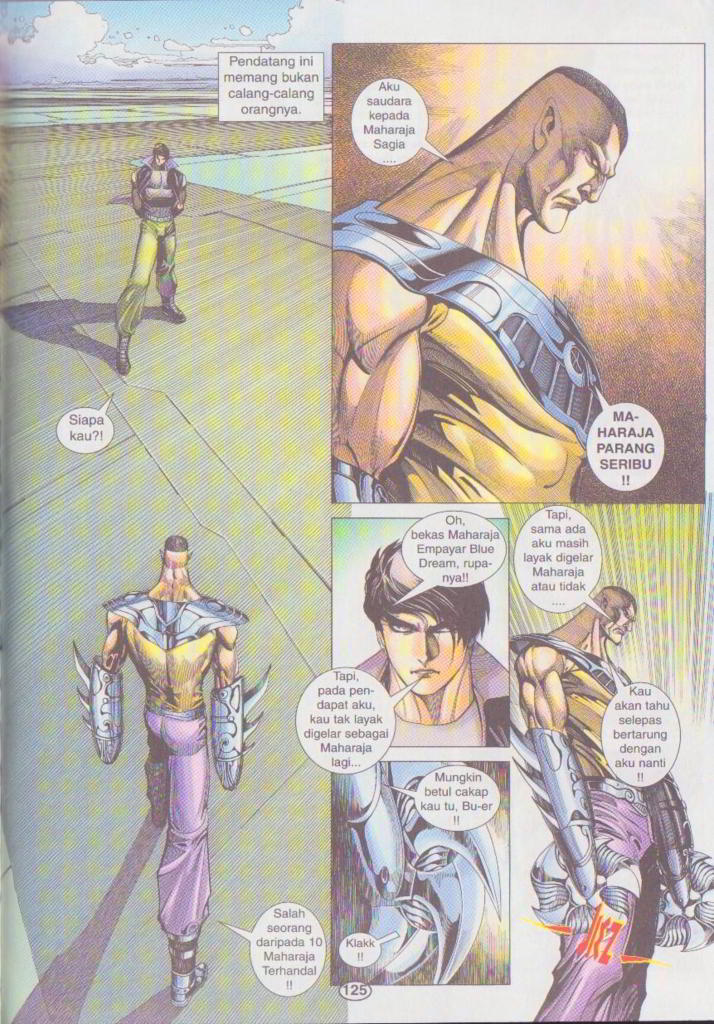 Pendatang ini
memang bukan
calang-calang
orangnya.
Siapa
kau?!
Salah
seorang
daripada 10
Maharaja
Terhandal
!!
Aku
saudara
kepada
Maharaja
Sagia
....
MA-
HARAJA
PARANG
SERIBU
!!
Oh,
bekas Maharaja
Empayar Blue
Dream, rupa-
nya!!
Tapi,
pada pen-
dapat aku,
kau tak layak
digelar sebagai
Maharaja
lagi...
Mungkin
betul cakap
kau tu, Bu-er
!!
Klakk
!!
Tapi,
sama ada
aku masih
layak digelar
Maharaja
atau tidak
....
Kau
akan tahu
selepas
bertarung
dengan
aku nanti
!!
125